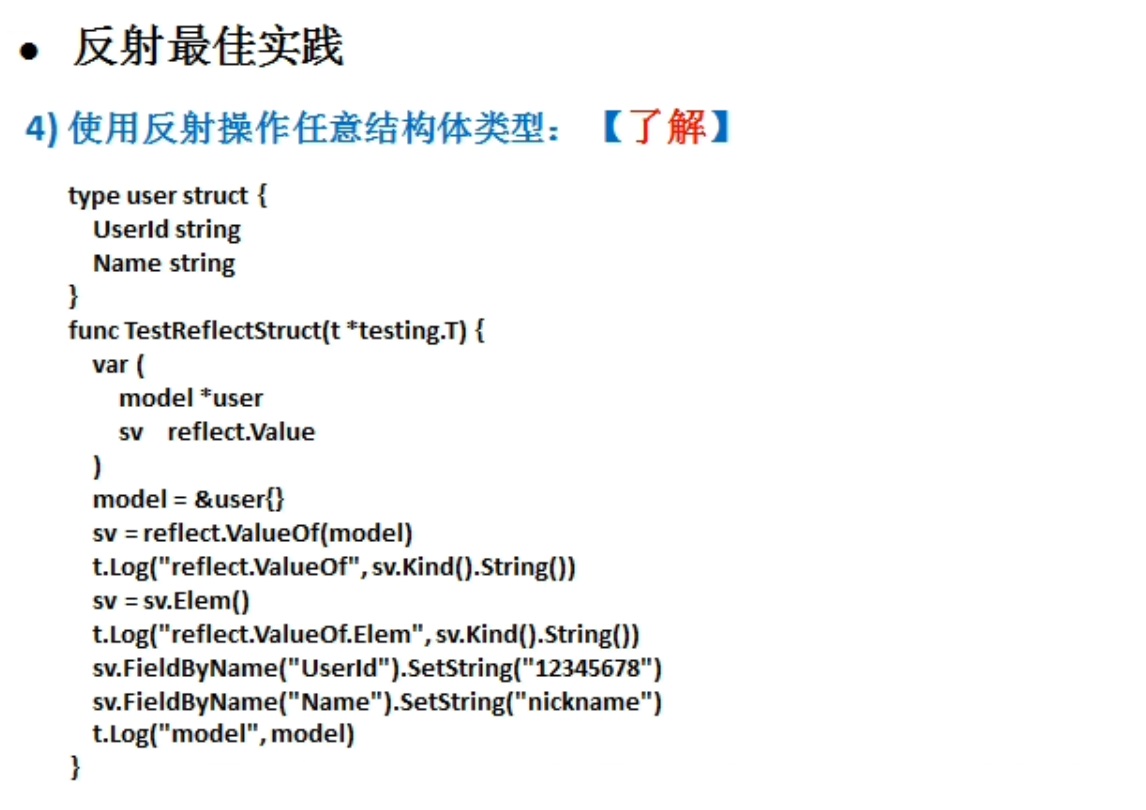 • 反射最佳实践
4) 使用反射操作任意结构体类型：【了解】
type user struct {
UserId string
Name string
}
func TestReflectStruct(t *testing.T) {
var (
model *user
sv reflect.Value
)
model = &user{}
sv = reflect.ValueOf(model)
t.Log("reflect.ValueOf", sv.Kind().String())
sv = sv.Elem()
t.Log("reflect.ValueOf.Elem", sv.Kind().String())
sv.FieldByName("UserId").SetString("12345678")
sv.FieldByName("Name").SetString("nickname")
t.Log("model", model)
}